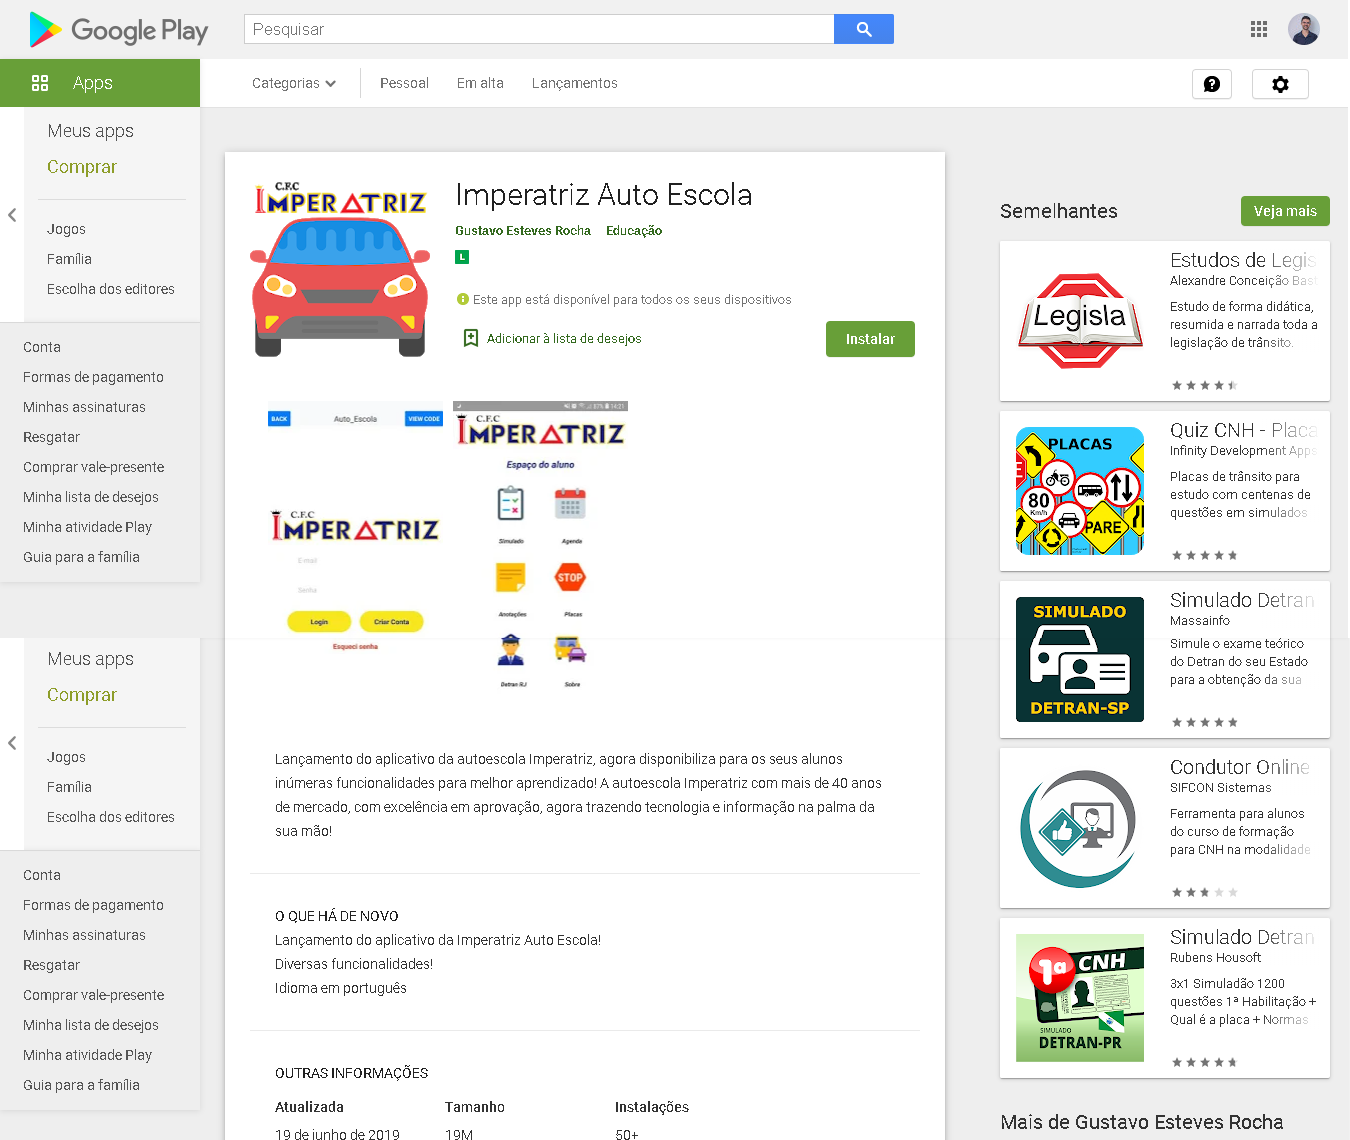 Google Play
Pesquisar
Apps
Categorias
Pessoal
Em alta
Lançamentos
Meus apps
Comprar
Jogos
Família
Escolha dos editores
Conta
Formas de pagamento
Minhas assinaturas
Resgatar
Comprar vale-presente
Minha lista de desejos
Minha atividade Play
Guia para a família
Meus apps
Comprar
Jogos
Família
Escolha dos editores
Conta
Formas de pagamento
Minhas assinaturas
Resgatar
Comprar vale-presente
Minha lista de desejos
Minha atividade Play
Guia para a família
C.F.C
IMPERATRIZ
Imperatriz Auto Escola
Gustavo Esteves Rocha Educação
L
Este app está disponível para todos os seus dispositivos
Adicionar à lista de desejos
Instalar
BACK
Auto_Escola
VIEW CODE
C.F.C
IMPERATRIZ
E-mail
Senha
Login
Criar Conta
Esqueci senha
14:21
C.F.C
IMPERATRIZ
Espaço do aluno
Simulado
Agenda
STOP
Anotações
Placas
Detran RJ
Sobre
Lançamento do aplicativo da autoescola Imperatriz, agora disponibiliza para os seus alunos
inúmeras funcionalidades para melhor aprendizado! A autoescola Imperatriz com mais de 40 anos
de mercado, com excelência em aprovação, agora trazendo tecnologia e informação na palma da
sua mão!
O QUE HÁ DE NOVO
Lançamento do aplicativo da Imperatriz Auto Escola!
Diversas funcionalidades!
Idioma em português
OUTRAS INFORMAÇÕES
Atualizada
Tamanho
Instalações
19 de junho de 2019
19M
50+
Semelhantes
Veja mais
Legisla
Estudos de Legis
Alexandre Conceição Bas
Estudo de forma didática,
resumida e narrada toda a
legislação de trânsito.
PLACAS
80
Km/h
PARE
Quiz CNH - Placa
Infinity Development Apps
Placas de trânsito para
estudo com centenas de
questões em simulados
SIMULADO
DETRAN-SP
Simulado Detran
Massainfo
Simule o exame teórico
do Detran do seu Estado
para a obtenção da sua
Condutor Online
SIFCON Sistemas
Ferramenta para alunos
do curso de formação
para CNH na modalidade
1ª
CNH
SIMULADO
DETRAN-PR
Simulado Detran
Rubens Housoft
3x1 Simuladão 1200
questões 1ª Habilitação +
Qual é a placa + Normas
Mais de Gustavo Esteves Rocha